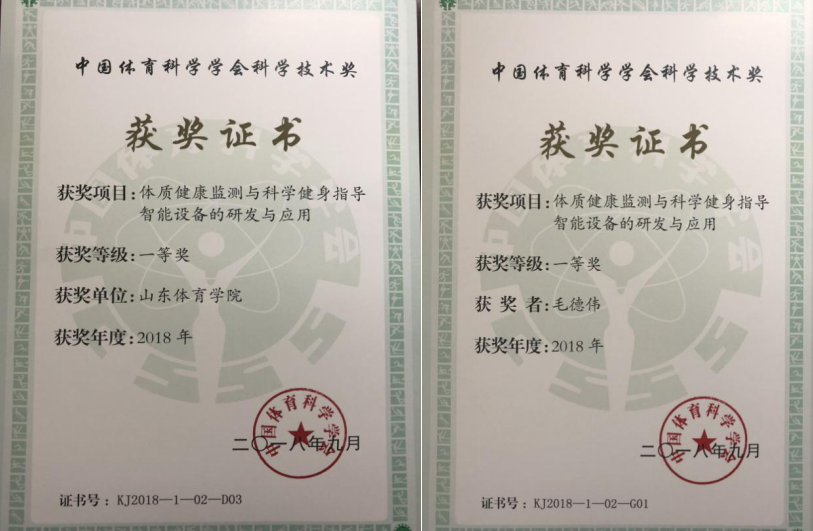 中国体育科学学会科学技术奖
获奖证书
获奖项目:体质健康监测与科学健身指导
智能设备的研发与应用
获奖等级:一等奖
获奖单位:山东体育学院
获奖年度:2018 年
中国体育科学学会
二〇一八年九月
证书号:KJ2018—1—02—D03
中国体育科学学会科学技术奖
获奖证书
获奖项目:体质健康监测与科学健身指导
智能设备的研发与应用
获奖等级:一等奖
获 奖 者:毛德伟
获奖年度:2018 年
中国体育科学学会
二〇一八年九月
证书号:KJ2018—1—02—G01